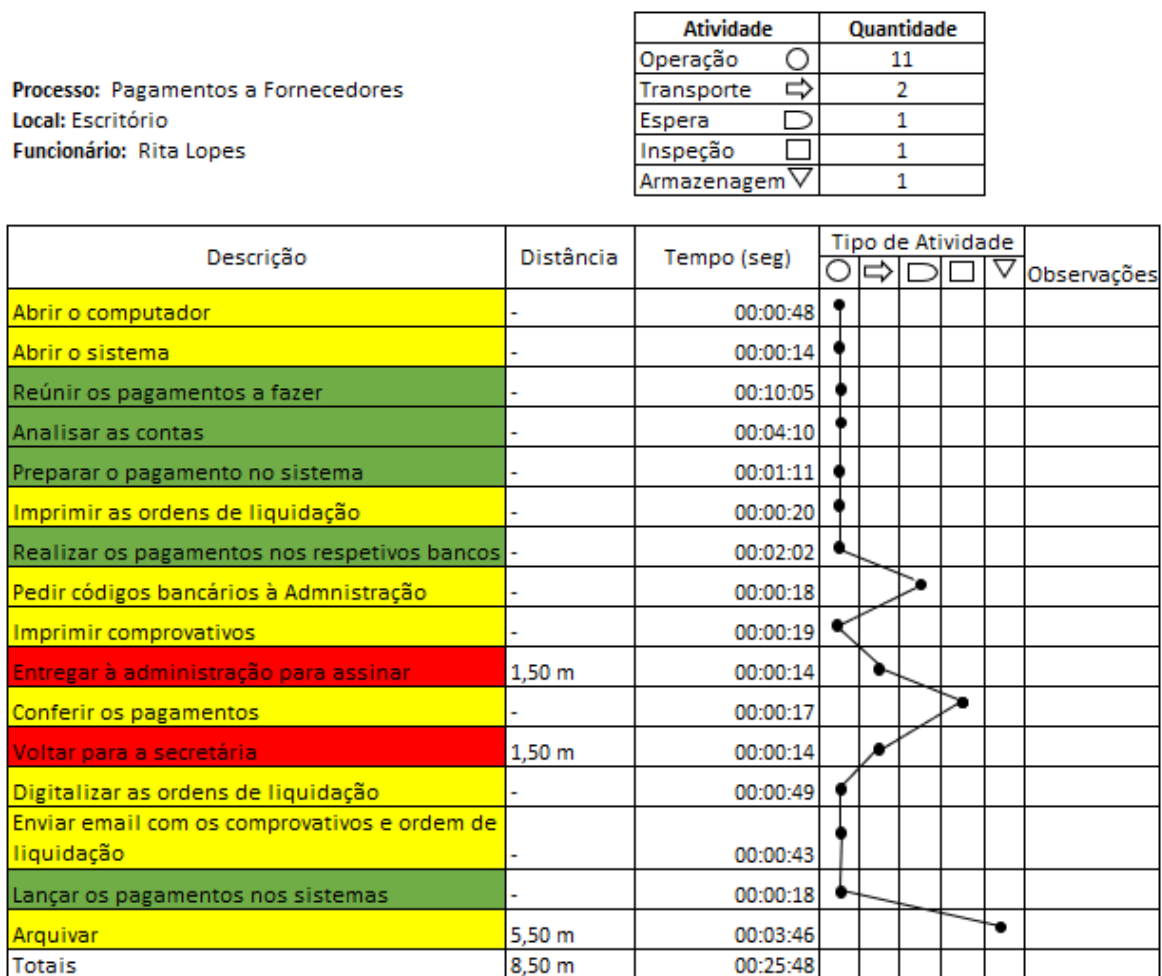 Atividade Quantidade
Operação 11
Transporte 2
Espera 1
Inspeção 1
Armazenagem 1
Processo: Pagamentos a Fornecedores
Local: Escritório
Funcionário: Rita Lopes
Descrição Distância Tempo (seg) Tipo de Atividade Observações
Abrir o computador - 00:00:48
Abrir o sistema - 00:00:14
Reúnir os pagamentos a fazer - 00:10:05
Analisar as contas - 00:04:10
Preparar o pagamento no sistema - 00:01:11
Imprimir as ordens de liquidação - 00:00:20
Realizar os pagamentos nos respetivos bancos - 00:02:02
Pedir códigos bancários à Admnistração - 00:00:18
Imprimir comprovativos - 00:00:19
Entregar à administração para assinar 1,50 m 00:00:14
Conferir os pagamentos - 00:00:17
Voltar para a secretária 1,50 m 00:00:14
Digitalizar as ordens de liquidação - 00:00:49
Enviar email com os comprovativos e ordem de
liquidação - 00:00:43
Lançar os pagamentos nos sistemas - 00:00:18
Arquivar 5,50 m 00:03:46
Totais 8,50 m 00:25:48